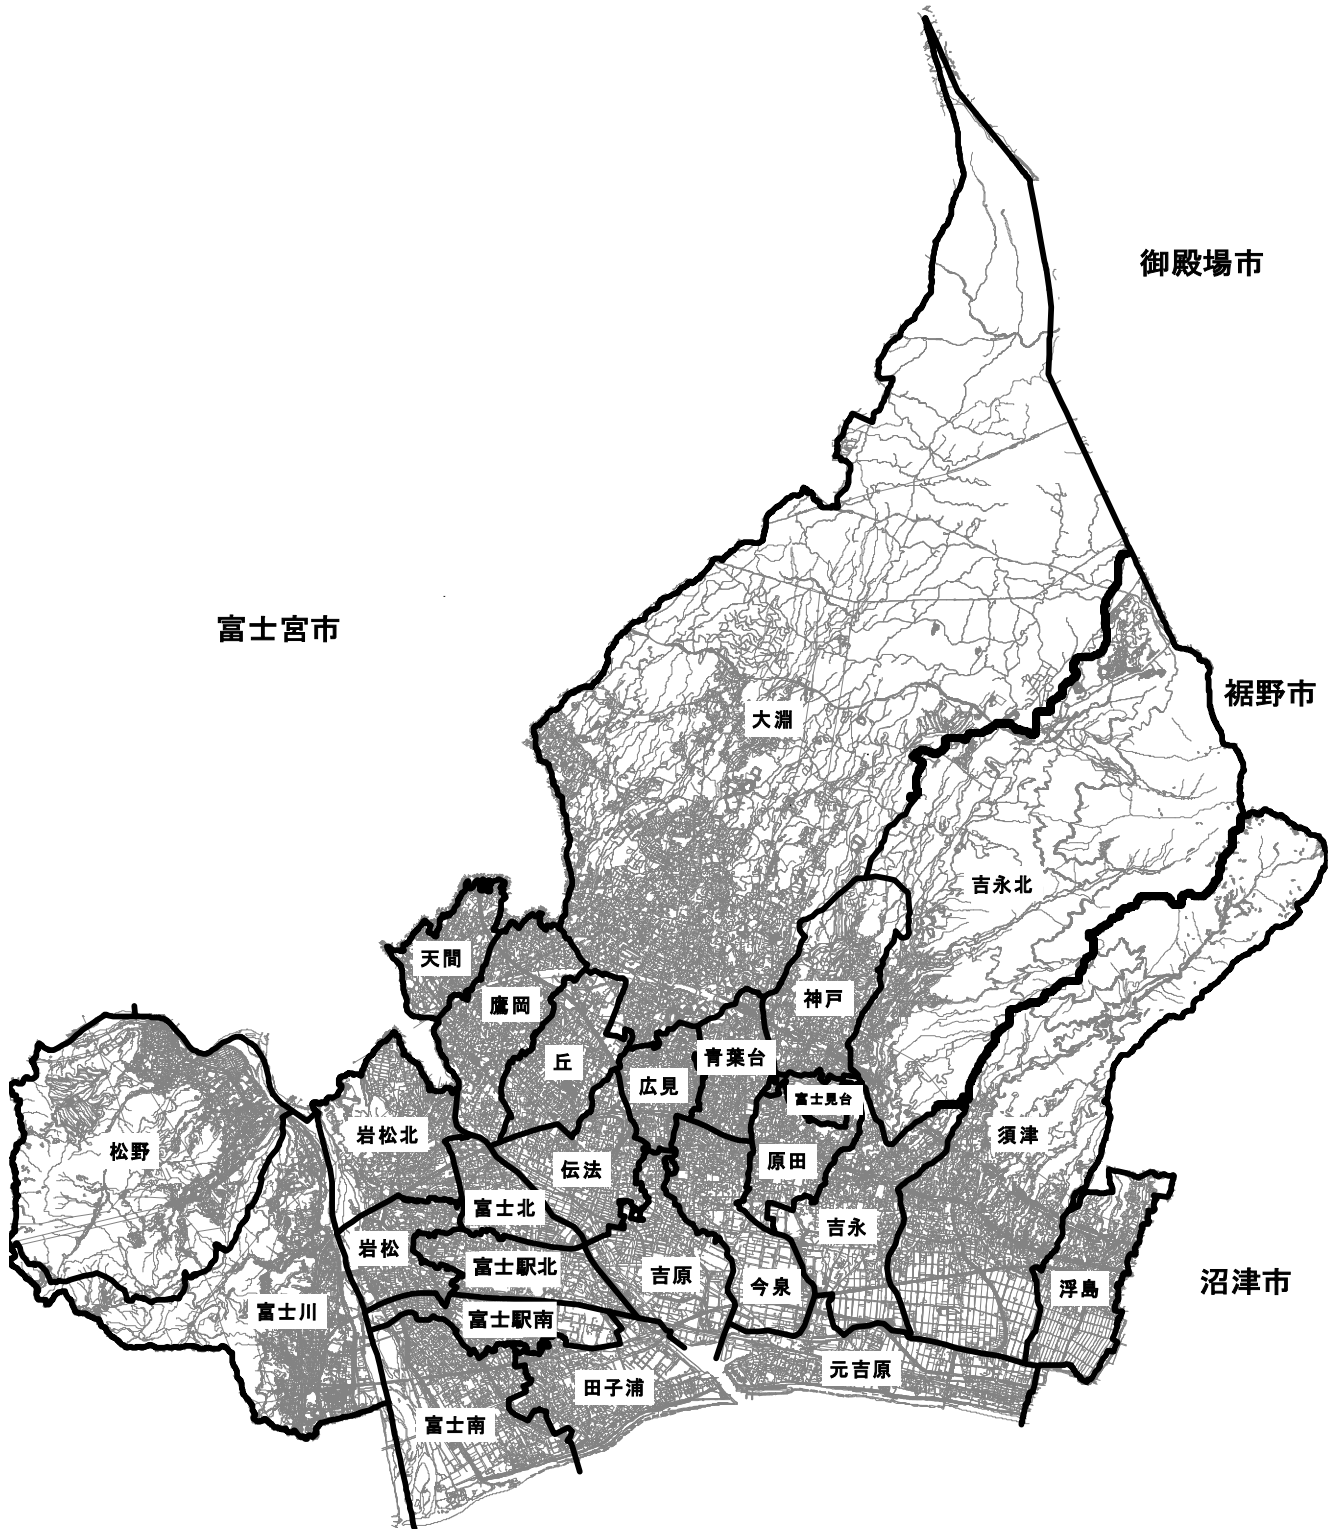 御殿場市
富士宮市
裾野市
大淵
吉永北
天間
鷹岡
神戸
青葉台
丘
広見
富士見台
岩松北
須津
松野
原田
伝法
富士北
吉永
岩松
富士駅北
吉原
今泉
浮島
沼津市
富士川
富士駅南
元吉原
田子浦
富士南